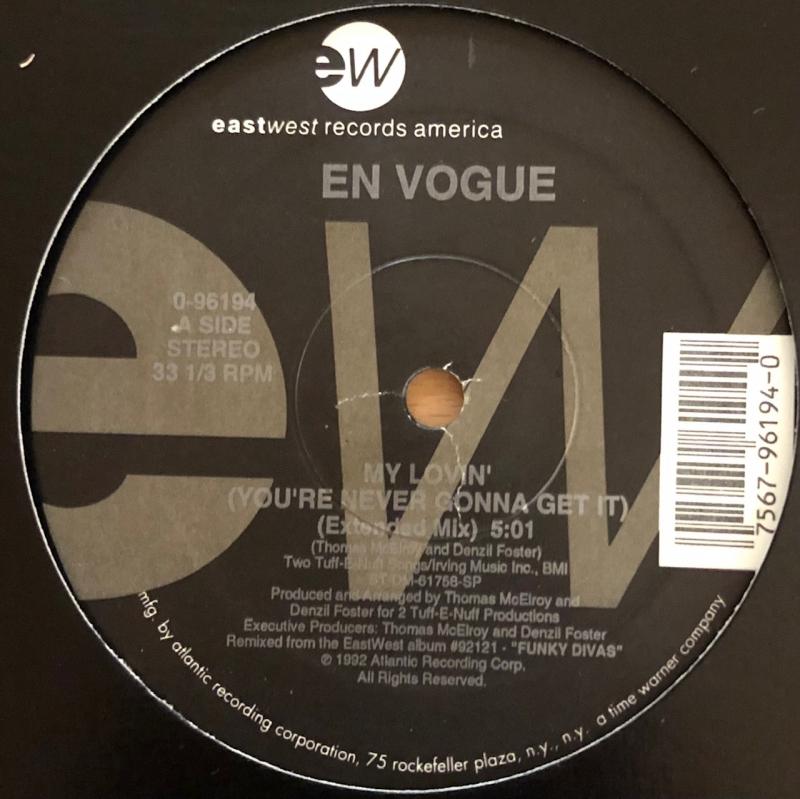 ew
eastwest records america
EN VOGUE
ew
0-96194
A SIDE
STEREO
33 1/3 RPM
7567-96194-0
MY LOVIN'
(YOU'RE NEVER GONNA GET IT)
(Extended Mix) 5:01
(Thomas McElroy and Denzil Foster)
Two Tuff-E-Nuff Songs/Irving Music Inc., BMI
ST-DM-61768-SP
Produced and Arranged by Thomas McElroy and
Denzil Foster for 2 Tuff-E-Nuff Productions
Executive Producers: Thomas McElroy and Denzil Foster
Remixed from the EastWest album #92121 - "FUNKY DIVAS"
℗ 1992 Atlantic Recording Corp.
All Rights Reserved.
mfg. by atlantic recording corporation, 75 rockefeller plaza, n.y., n.y. a time warner company